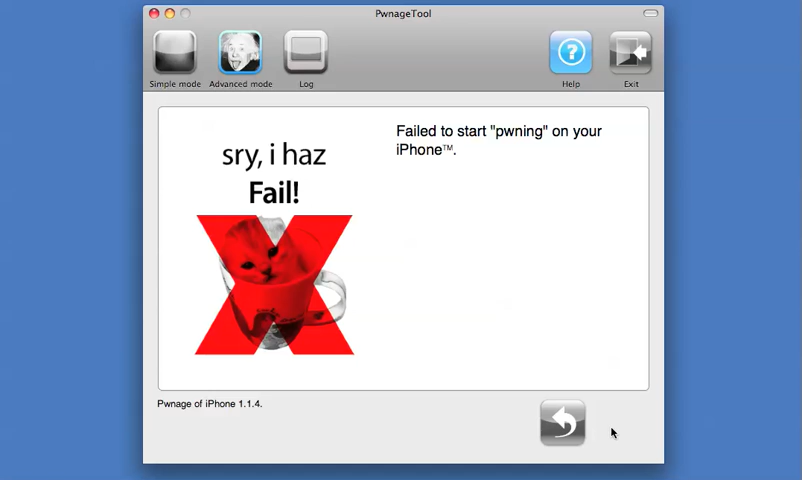 PwnageTool
Simple mode
Advanced mode
Log
Help
Exit
sry, i haz
Fail!
Failed to start "pwning" on your
iPhone™.
Pwnage of iPhone 1.1.4.